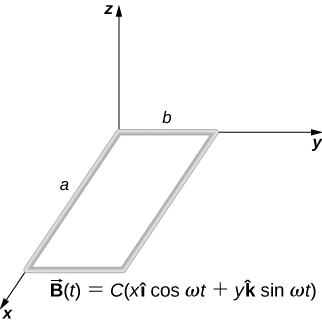 z
b
y
a
x
B⃗(t) = C(xî cos ωt + yk̂ sin ωt)